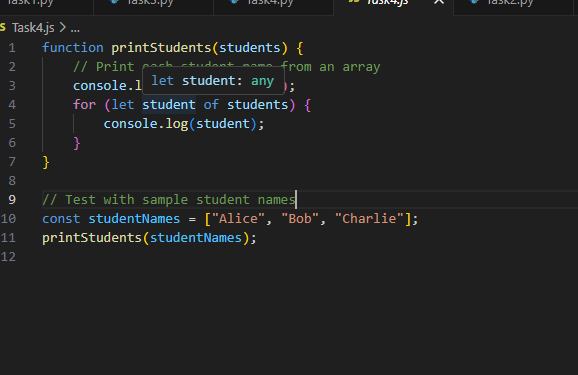 Task1.py Task3.py Task4.py Task4.js Task2.py
Task4.js > ...
1 function printStudents(students) {
2 // Print each student name from an array
3 console.l );
let student: any
4 for (let student of students) {
5 console.log(student);
6 }
7 }
8
9 // Test with sample student names
10 const studentNames = ["Alice", "Bob", "Charlie"];
11 printStudents(studentNames);
12